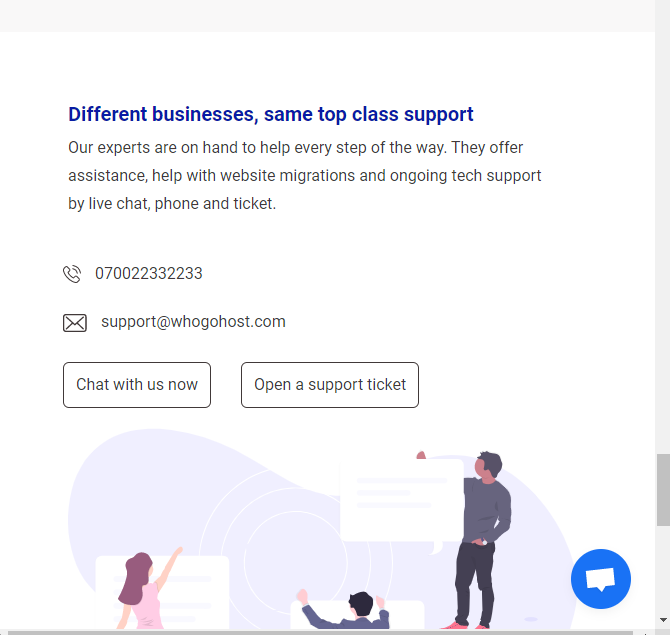 Different businesses, same top class support
Our experts are on hand to help every step of the way. They offer
assistance, help with website migrations and ongoing tech support
by live chat, phone and ticket.
070022332233
support@whogohost.com
Chat with us now
Open a support ticket